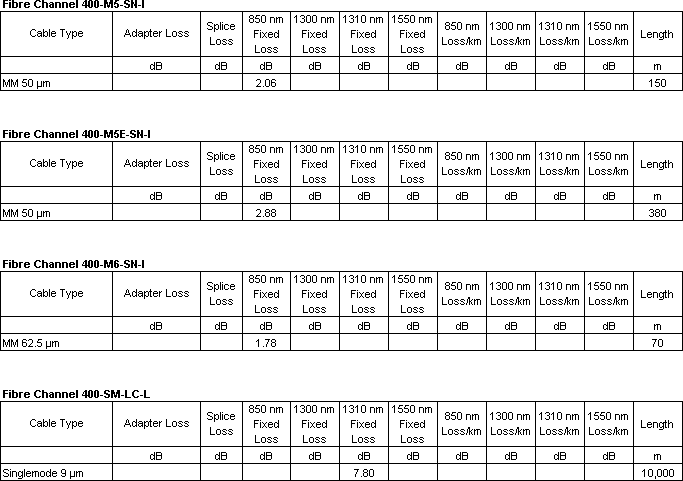 Fibre Channel 400-M5-SN-I
Cable Type Adapter Loss Splice Loss 850 nm Fixed Loss 1300 nm Fixed Loss 1310 nm Fixed Loss 1550 nm Fixed Loss 850 nm Loss/km 1300 nm Loss/km 1310 nm Loss/km 1550 nm Loss/km Length
dB dB dB dB dB dB dB dB dB dB m
MM 50 µm 2.06 150
Fibre Channel 400-M5E-SN-I
Cable Type Adapter Loss Splice Loss 850 nm Fixed Loss 1300 nm Fixed Loss 1310 nm Fixed Loss 1550 nm Fixed Loss 850 nm Loss/km 1300 nm Loss/km 1310 nm Loss/km 1550 nm Loss/km Length
dB dB dB dB dB dB dB dB dB dB m
MM 50 µm 2.88 380
Fibre Channel 400-M6-SN-I
Cable Type Adapter Loss Splice Loss 850 nm Fixed Loss 1300 nm Fixed Loss 1310 nm Fixed Loss 1550 nm Fixed Loss 850 nm Loss/km 1300 nm Loss/km 1310 nm Loss/km 1550 nm Loss/km Length
dB dB dB dB dB dB dB dB dB dB m
MM 62.5 µm 1.78 70
Fibre Channel 400-SM-LC-L
Cable Type Adapter Loss Splice Loss 850 nm Fixed Loss 1300 nm Fixed Loss 1310 nm Fixed Loss 1550 nm Fixed Loss 850 nm Loss/km 1300 nm Loss/km 1310 nm Loss/km 1550 nm Loss/km Length
dB dB dB dB dB dB dB dB dB dB m
Singlemode 9 µm 7.80 10,000